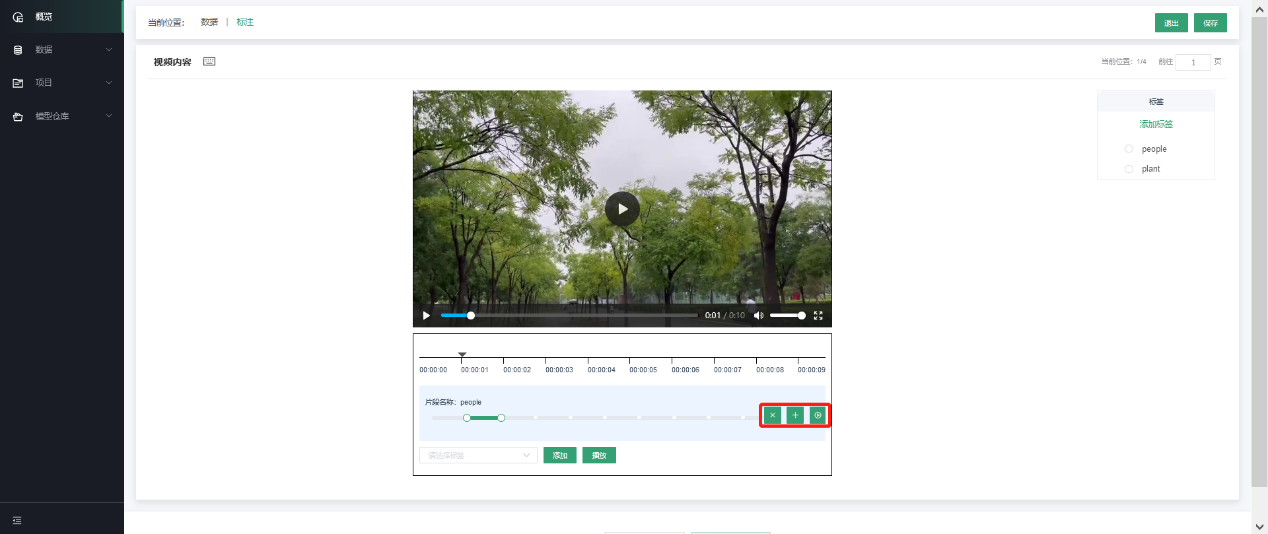 概览
数据
项目
模型仓库
当前位置： 数据 | 标注
退出 保存
视频内容
当前位置：1/4 前往 1 页
标签
添加标签
people
plant
0:01 / 0:10
00:00:00 00:00:01 00:00:02 00:00:03 00:00:04 00:00:05 00:00:06 00:00:07 00:00:08 00:00:09
片段名称：people
请选择标签 添加 播放